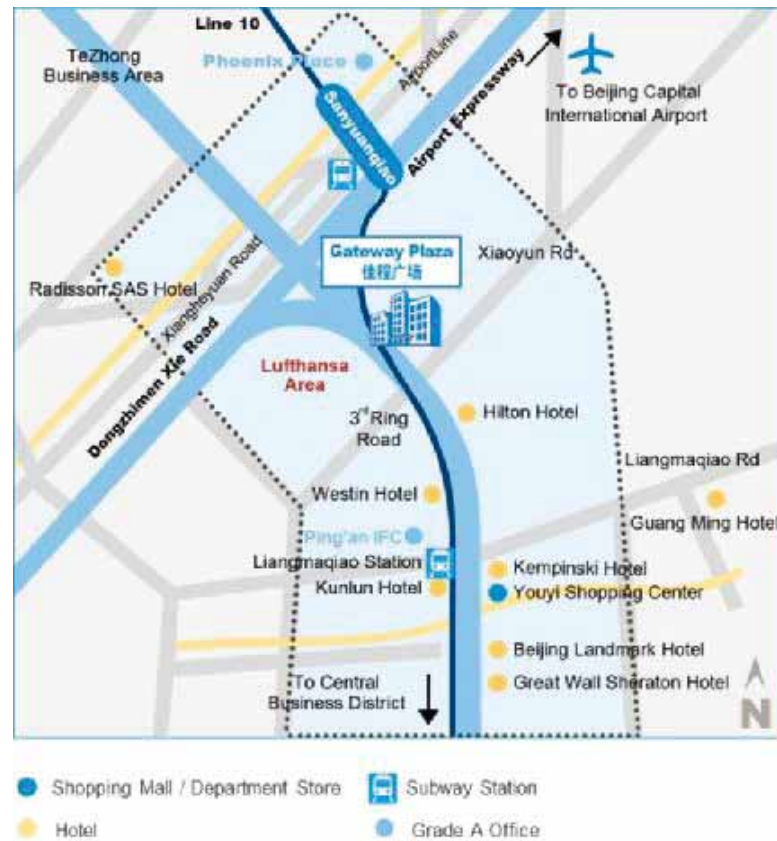 Line 10
TeZhong
Business Area
Phoenix Place
AirportLine
Airport Expressway
To Beijing Capital
International Airport
Sanyuanqiao
Gateway Plaza
佳程广场
Xiaoyun Rd
Radisson SAS Hotel
Xiangheyuan Road
Dongzhimen Xie Road
Lufthansa
Area
3rd Ring
Road
Hilton Hotel
Liangmaqiao Rd
Westin Hotel
Guang Ming Hotel
Ping'an IFC
Liangmaqiao Station
Kempinski Hotel
Kunlun Hotel
Youyi Shopping Center
Beijing Landmark Hotel
To Central
Business District
Great Wall Sheraton Hotel
N
Shopping Mall / Department Store
Subway Station
Hotel
Grade A Office